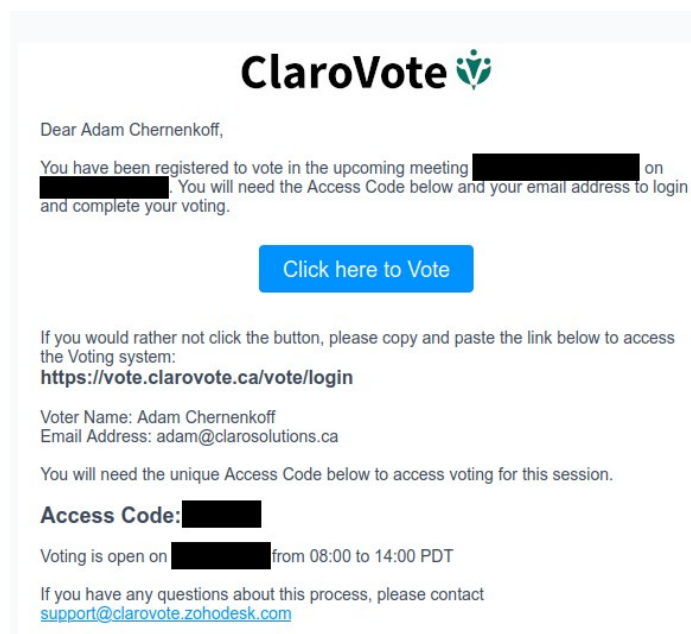 ClaroVote
Dear Adam Chernenkoff,
You have been registered to vote in the upcoming meeting on
. You will need the Access Code below and your email address to login
and complete your voting.
Click here to Vote
If you would rather not click the button, please copy and paste the link below to access
the Voting system:
https://vote.clarovote.ca/vote/login
Voter Name: Adam Chernenkoff
Email Address: adam@clarosolutions.ca
You will need the unique Access Code below to access voting for this session.
Access Code:
Voting is open on from 08:00 to 14:00 PDT
If you have any questions about this process, please contact
support@clarovote.zohodesk.com